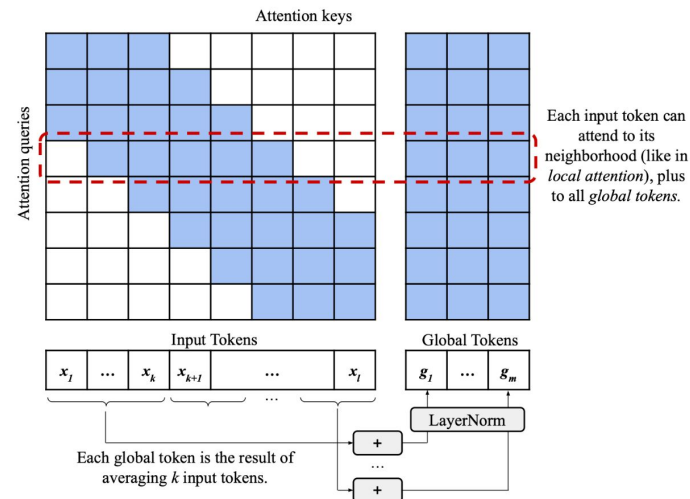 Attention keys
Attention queries
Each input token can
attend to its
neighborhood (like in
local attention), plus
to all global tokens.
Input Tokens
Global Tokens
x1 ... xk xk+1 ... xl
g1 ... gm
...
LayerNorm
+
Each global token is the result of
averaging k input tokens.
...
+